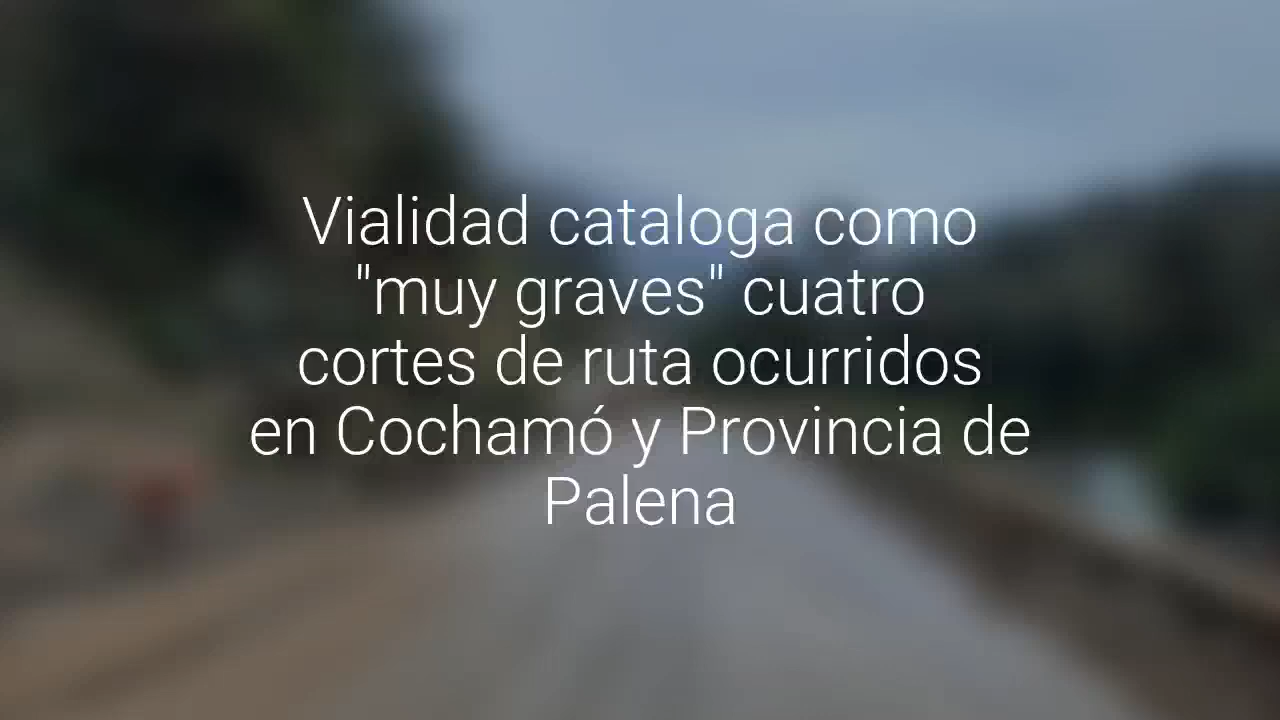 Vialidad cataloga como
"muy graves" cuatro
cortes de ruta ocurridos
en Cochamó y Provincia de
Palena